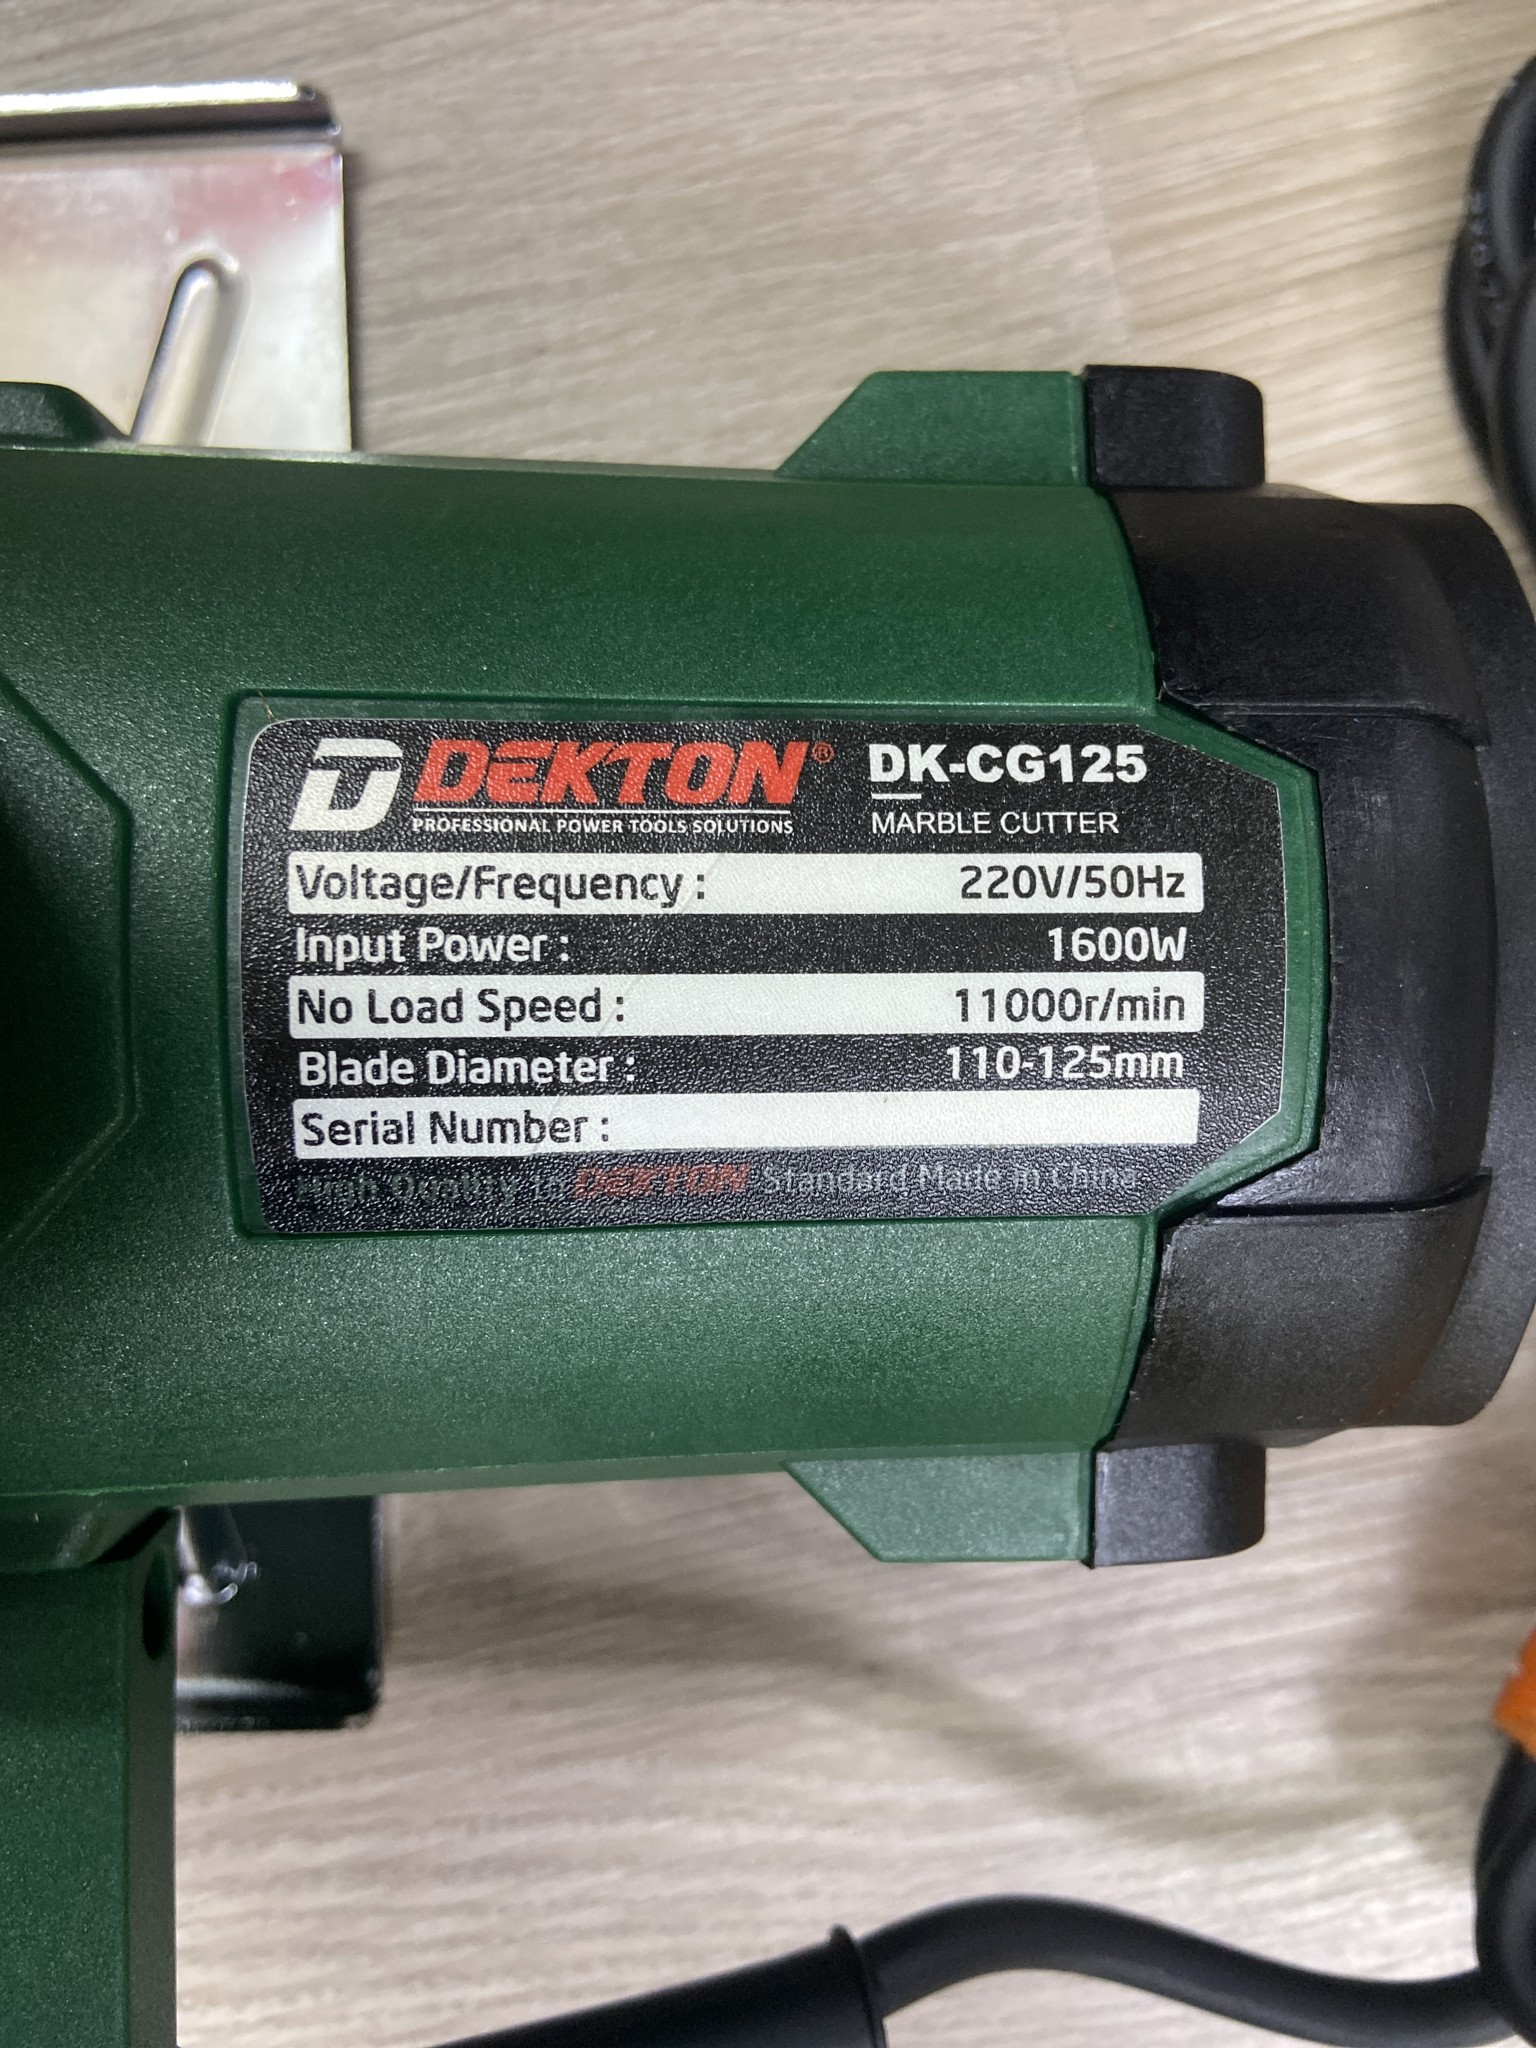 DEKTON®
PROFESSIONAL POWER TOOLS SOLUTIONS
DK-CG125
MARBLE CUTTER
Voltage/Frequency : 220V/50Hz
Input Power : 1600W
No Load Speed : 11000r/min
Blade Diameter : 110-125mm
Serial Number :
High Quality in DEKTON Standard Made in China